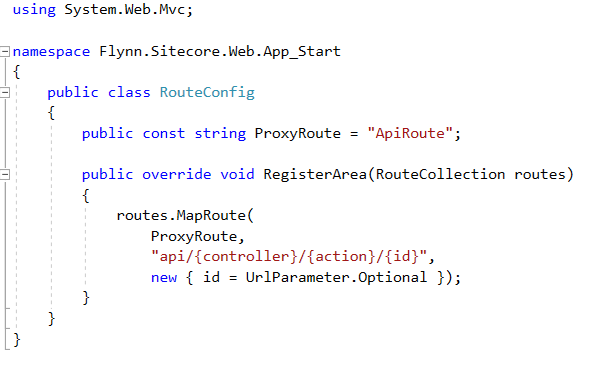 using System.Web.Mvc;
namespace Flynn.Sitecore.Web.App_Start
{
public class RouteConfig
{
public const string ProxyRoute = "ApiRoute";
public override void RegisterArea(RouteCollection routes)
{
routes.MapRoute(
ProxyRoute,
"api/{controller}/{action}/{id}",
new { id = UrlParameter.Optional });
}
}
}